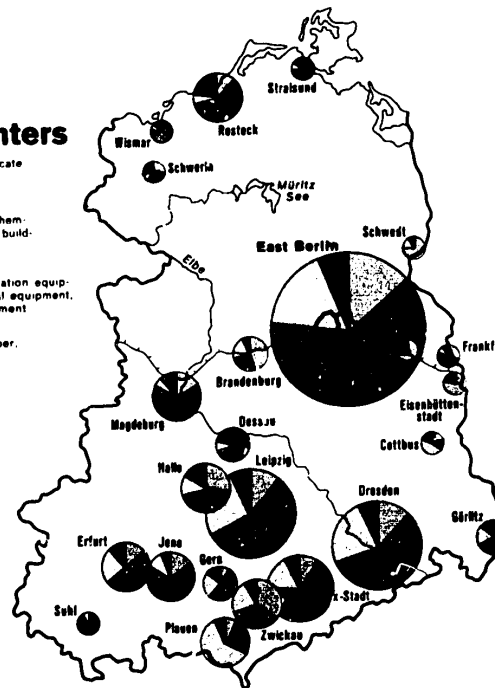 nters
cate
hem-
build-
ation equip-
l equipment,
ment
ber,
Stralsund
Rostock
Wismar
Schwerin
Müritz
See
Schwedt
East Berlin
Elbe
Frankf
Brandenburg
Eisenhütten-
stadt
Magdeburg
Dessau
Cottbus
Halle
Leipzig
Dresden
Görlitz
Erfurt
Jena
Gera
x-Stadt
Suhl
Zwickau
Plauen